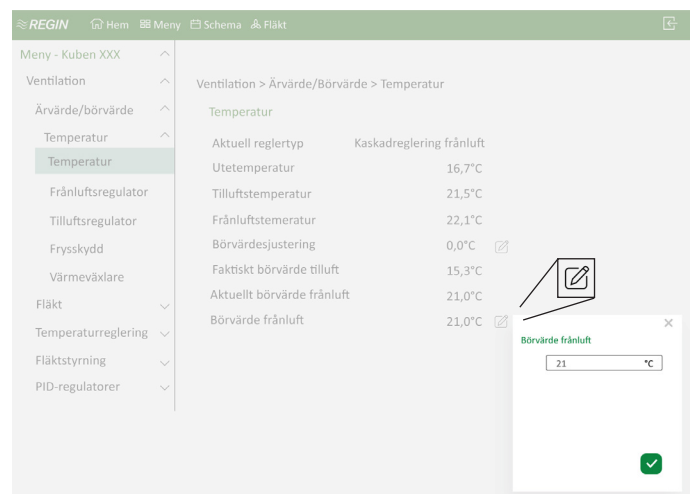 REGIN Hem Meny Schema Fläkt
Meny - Kuben XXX
Ventilation
Ärvärde/börvärde
Temperatur
Temperatur
Frånluftsregulator
Tilluftsregulator
Frysskydd
Värmeväxlare
Fläkt
Temperaturreglering
Fläktstyrning
PID-regulatorer
Ventilation > Ärvärde/Börvärde > Temperatur
Temperatur
Aktuell reglertyp Kaskadreglering frånluft
Utetemperatur 16,7°C
Tilluftstemperatur 21,5°C
Frånluftstemeratur 22,1°C
Börvärdesjustering 0,0°C
Faktiskt börvärde tilluft 15,3°C
Aktuellt börvärde frånluft 21,0°C
Börvärde frånluft 21,0°C
Börvärde frånluft
21 °C